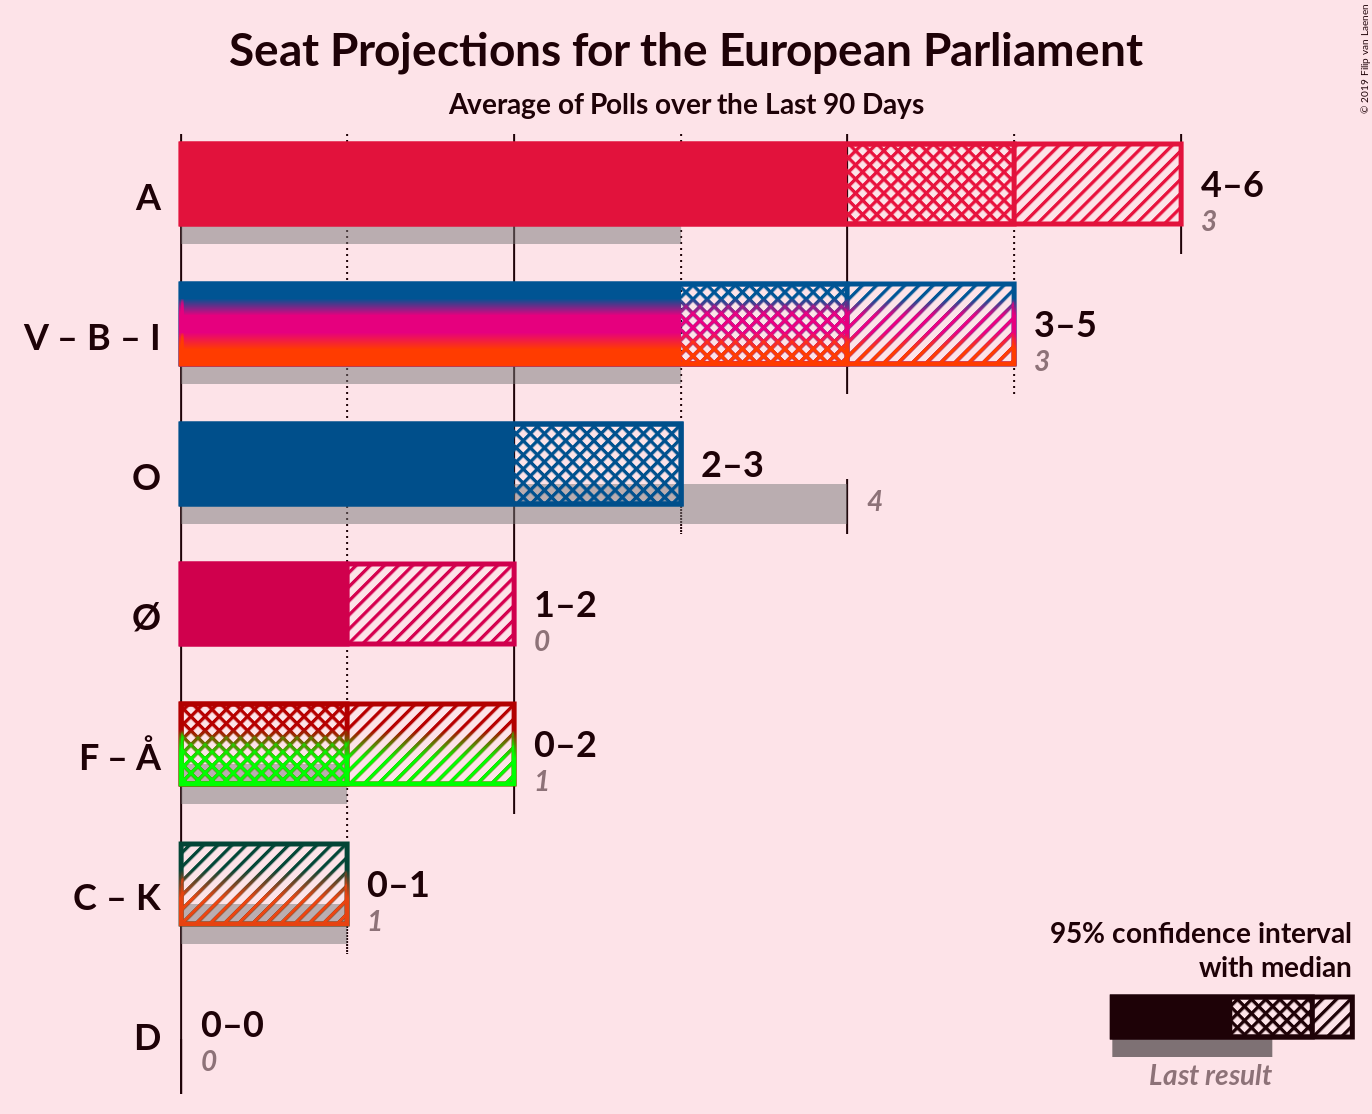 Seat Projections for the European Parliament
Average of Polls over the Last 90 Days
© 2019 Filip van Laenen
A
4–6
3
V – B – I
3–5
3
O
2–3
4
Ø
1–2
0
F – Å
0–2
1
C – K
0–1
1
D
0–0
0
95% confidence interval
with median
Last result